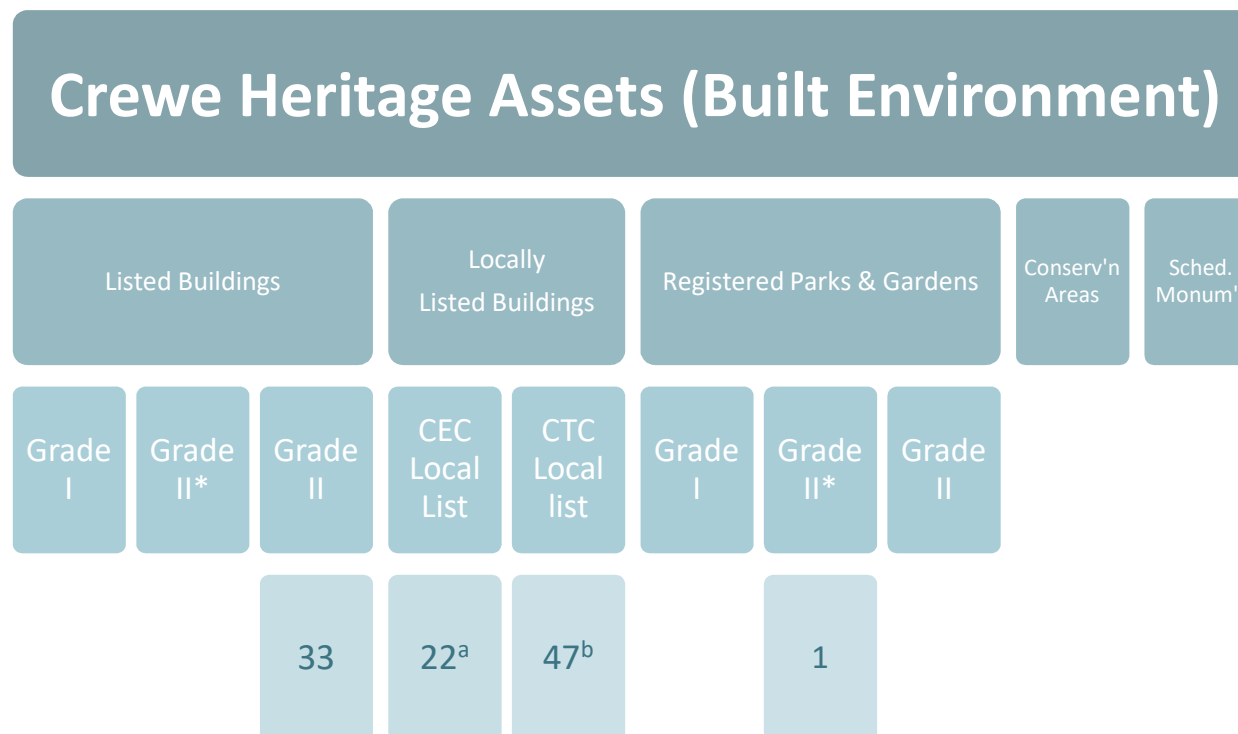 Crewe Heritage Assets (Built Environment)
Listed Buildings
Locally
Listed Buildings
Registered Parks & Gardens
Conserv'n
Areas
Sched.
Monum'
Grade
I
Grade
II*
Grade
II
CEC
Local
List
CTC
Local
list
Grade
I
Grade
II*
Grade
II
33
22ᵃ
47ᵇ
1